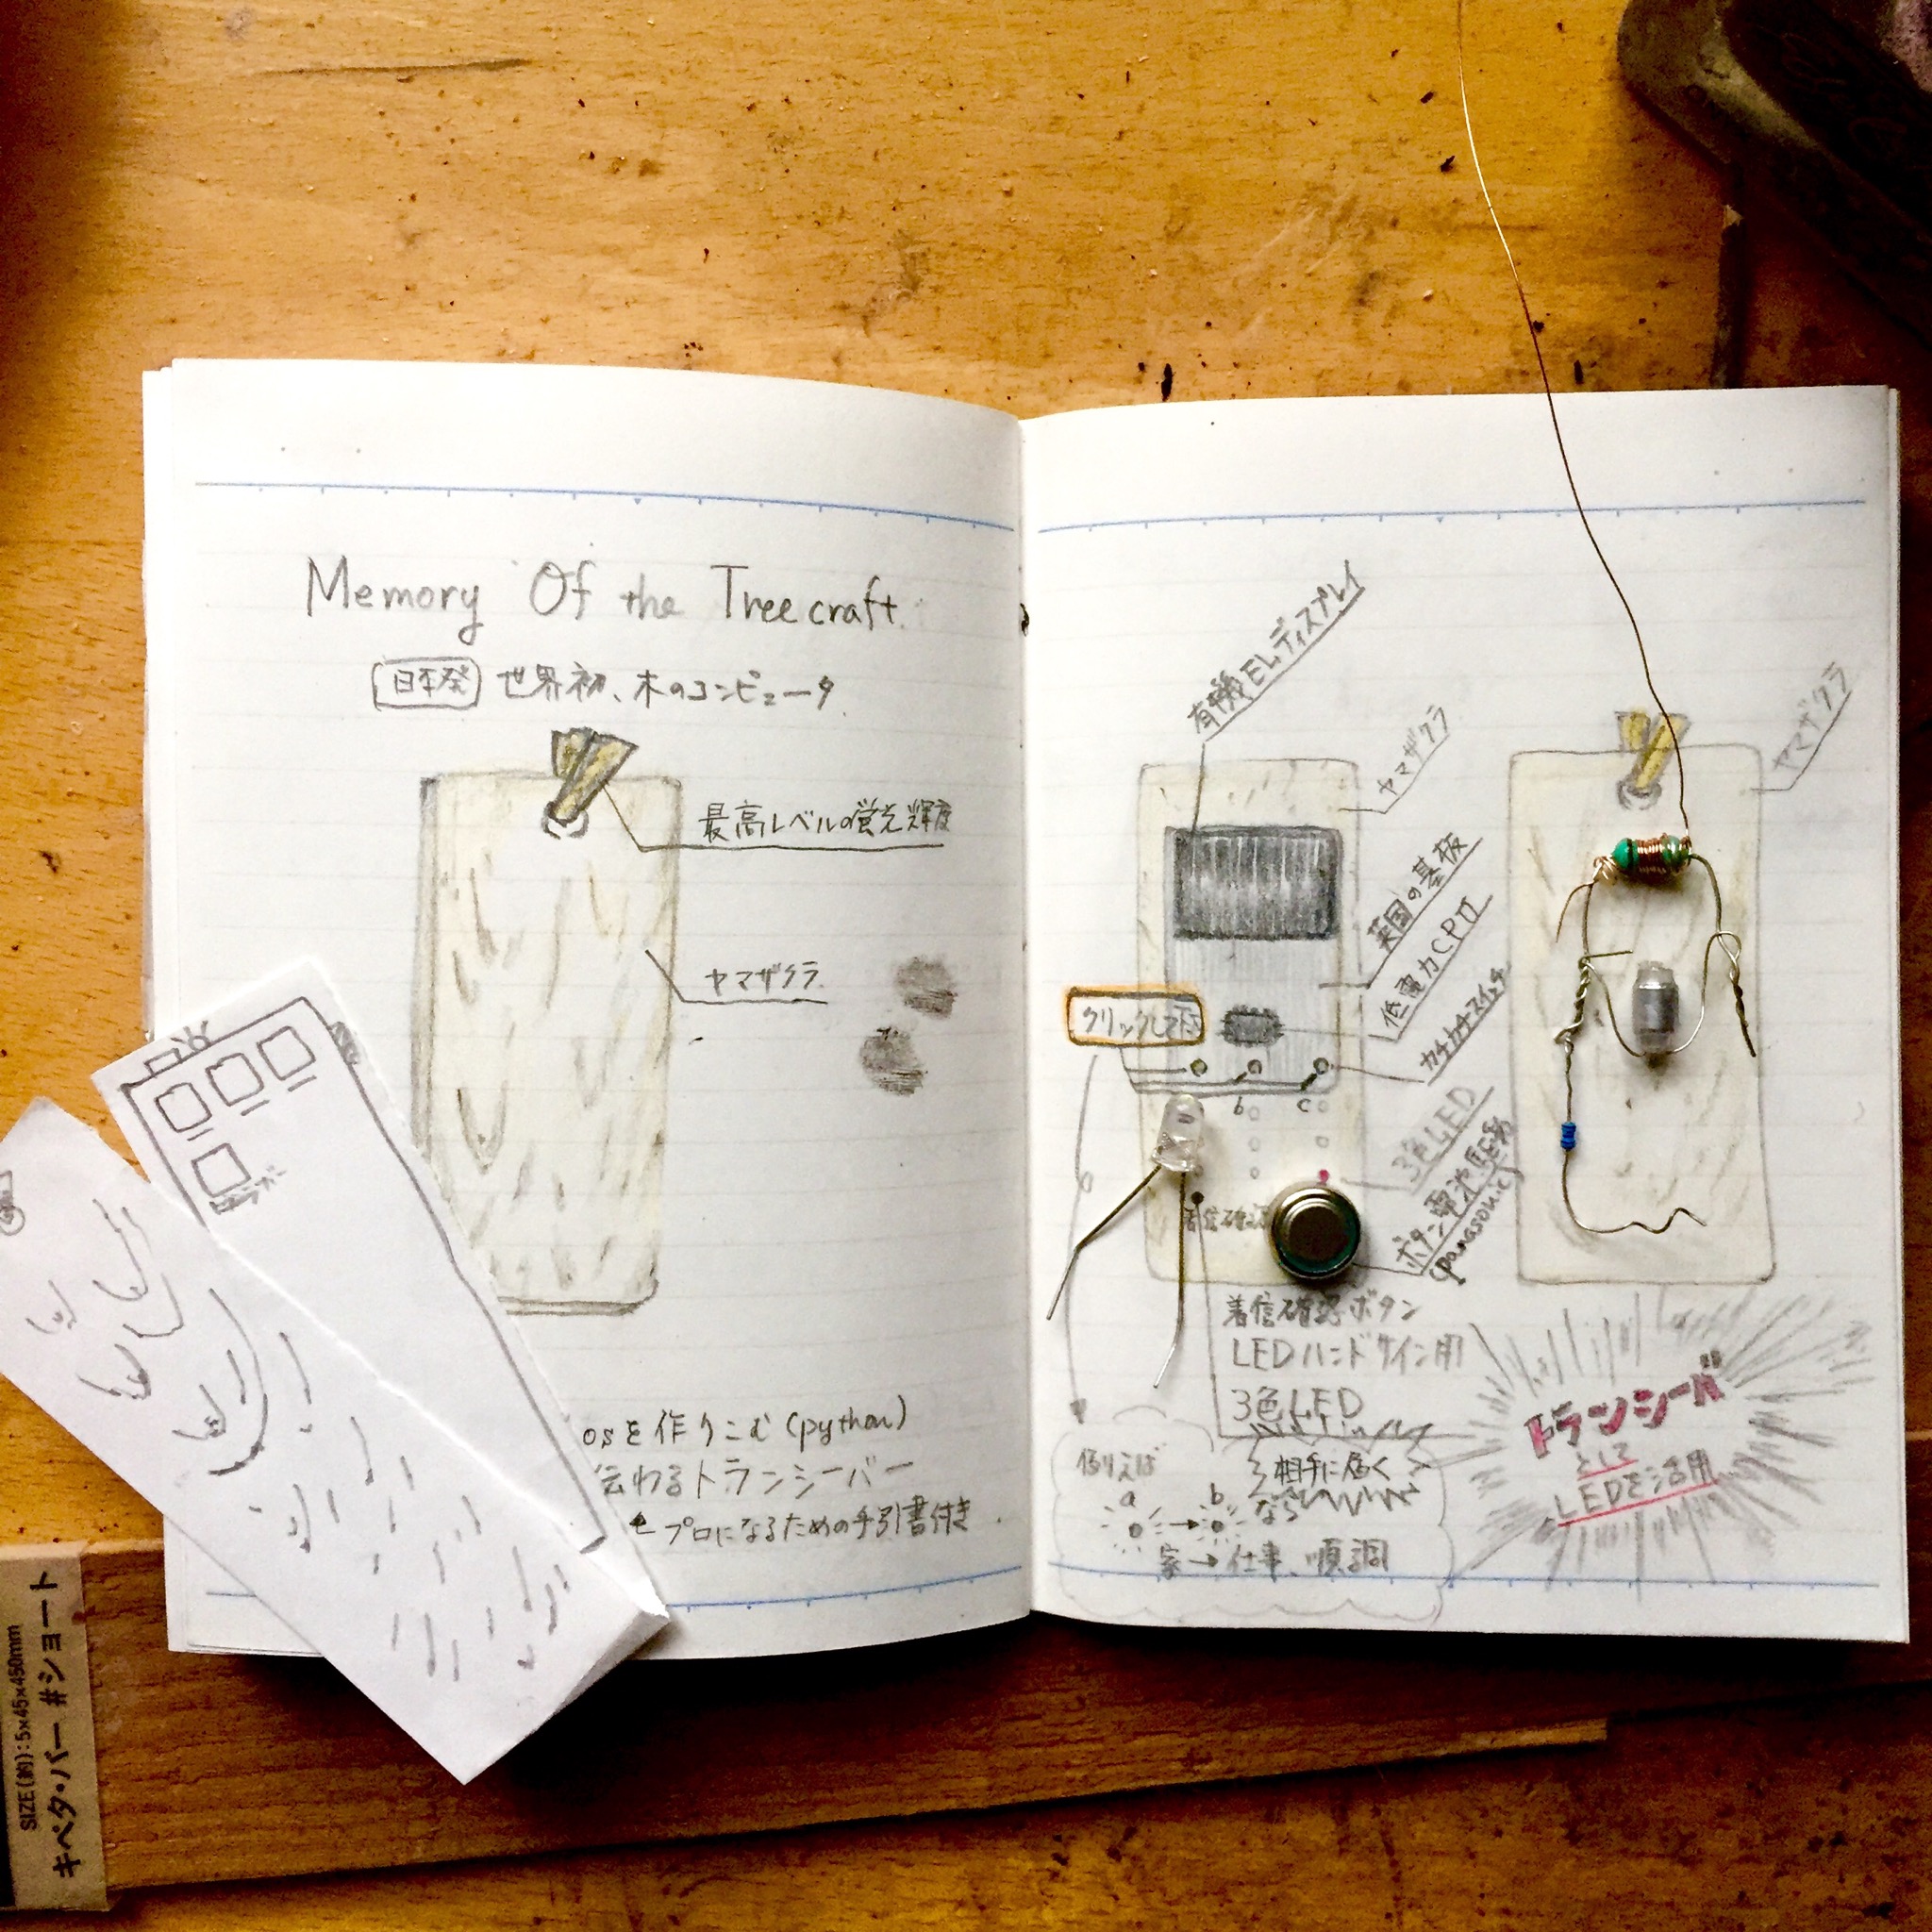 Memory Of the Tree craft.
日本発 世界初、木のコンピュータ.
最高レベルの蛍光輝度
ヤマザクラ
osを作りこむ (python)
伝わるトランシーバー
プロになるための手引書付き.
有機ELディスプレイ
ヤマザクラ
英国の基板
低電力CPU
カチカチスイッチ
クリックして
b
c
3色LED
ボタン電池
(panasonic)
着信確認
着信確認ボタン
LEDハンドサイン用
3色LED
例えば
a
b
相手に届く
なら
家→仕事、順調
ヤマザクラ
トランシーバ
として
LEDを活用
SIZE(約):5x45x450mm
キペタ・バー #ショート